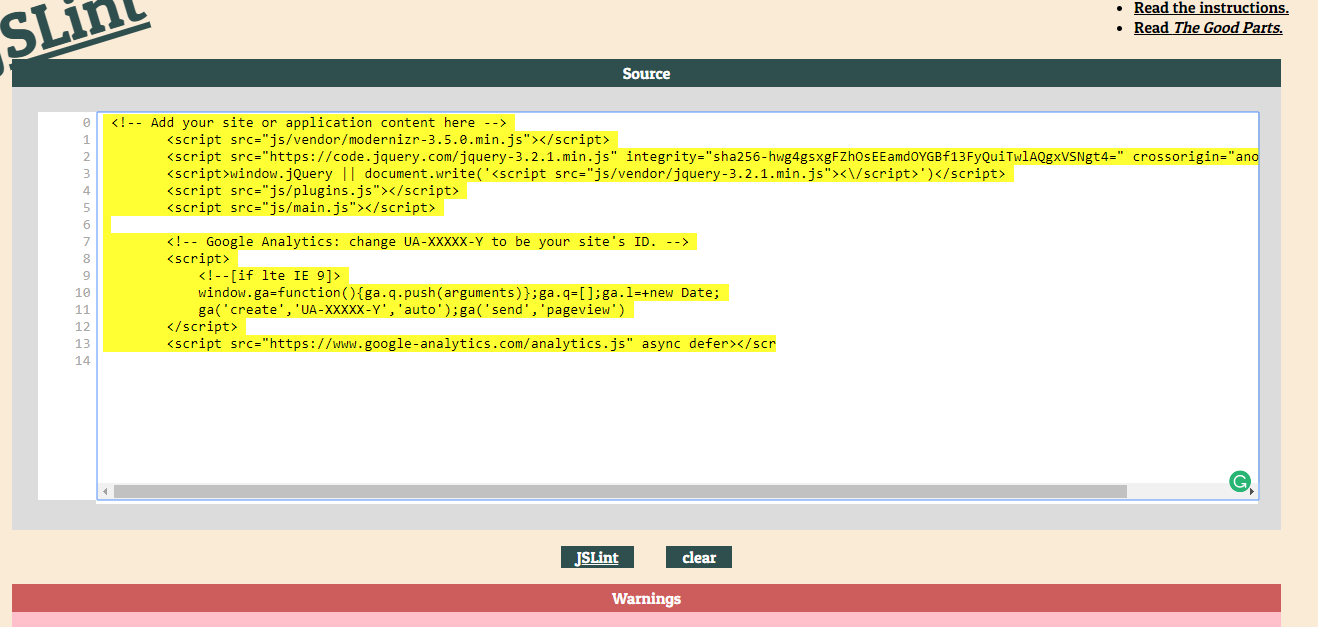 JSLint
Read the instructions.
Read The Good Parts.
Source
0 <!-- Add your site or application content here -->
1 <script src="js/vendor/modernizr-3.5.0.min.js"></script>
2 <script src="https://code.jquery.com/jquery-3.2.1.min.js" integrity="sha256-hwg4gsxgFZhOsEEamdOYGBf13FyQuiTwlAQgxVSNgt4=" crossorigin="ano
3 <script>window.jQuery || document.write('<script src="js/vendor/jquery-3.2.1.min.js"><\/script>')</script>
4 <script src="js/plugins.js"></script>
5 <script src="js/main.js"></script>
6
7 <!-- Google Analytics: change UA-XXXXX-Y to be your site's ID. -->
8 <script>
9 <!--[if lte IE 9]>
10 window.ga=function(){ga.q.push(arguments)};ga.q=[];ga.l=+new Date;
11 ga('create','UA-XXXXX-Y','auto');ga('send','pageview')
12 </script>
13 <script src="https://www.google-analytics.com/analytics.js" async defer></scr
14
JSLint clear
Warnings